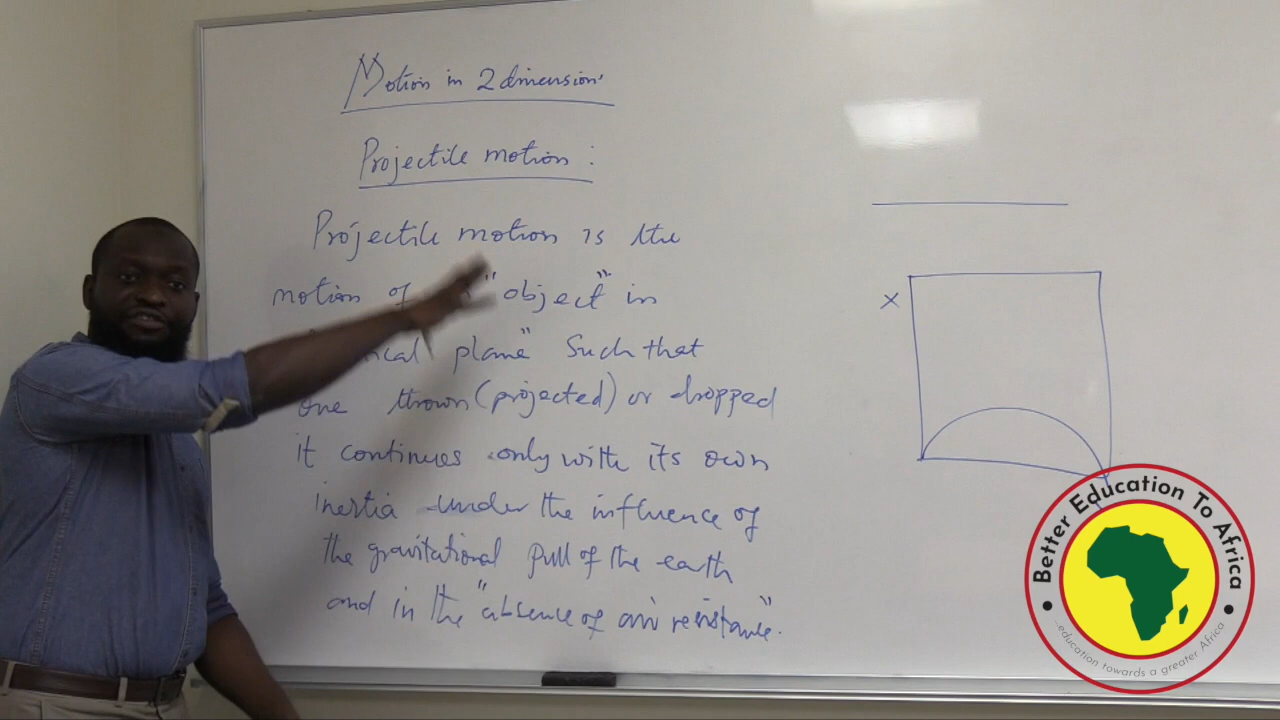 Motion in 2 dimension.
Projectile motion :
Projectile motion is the
motion of "object" in
plane" such that
one thrown (projected) or dropped
it continues only with its own
inertia under the influence of
the gravitational pull of the earth
and in the "absence of air resistance".
x
Better Education To Africa
...education towards a greater Africa